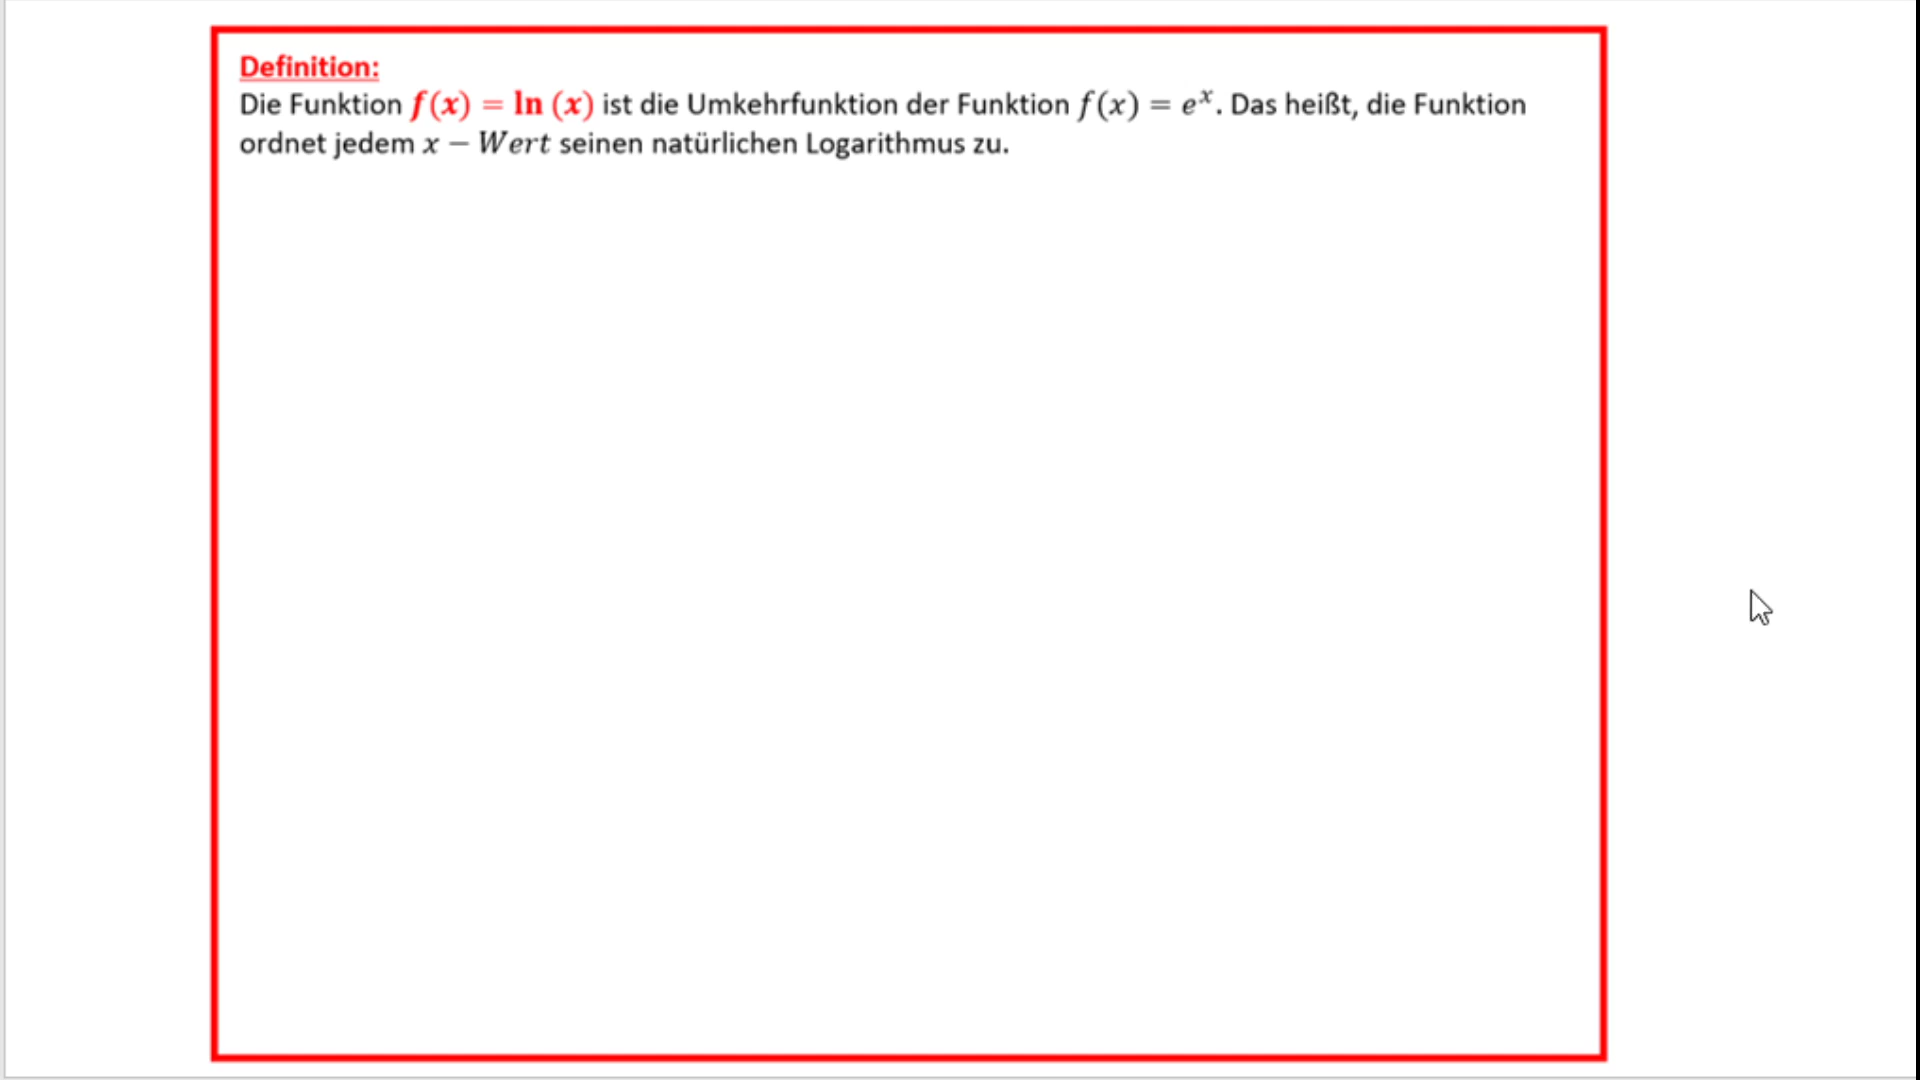 Definition:
Die Funktion f(x) = ln (x) ist die Umkehrfunktion der Funktion f(x) = eˣ. Das heißt, die Funktion
ordnet jedem x − Wert seinen natürlichen Logarithmus zu.